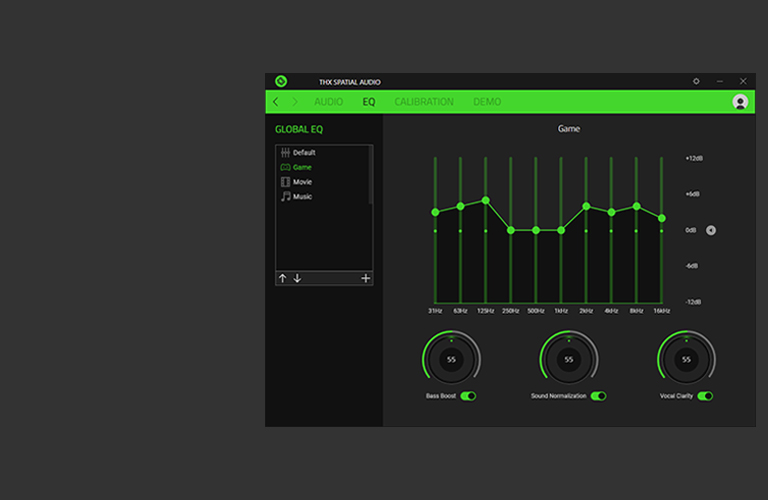 THX SPATIAL AUDIO
AUDIO EQ CALIBRATION DEMO
GLOBAL EQ
Default
Game
Movie
Music
Game
+12dB
+6dB
0dB
-6dB
-12dB
31Hz 63Hz 125Hz 250Hz 500Hz 1kHz 2kHz 4kHz 8kHz 16kHz
55 55 55
Bass Boost Sound Normalization Vocal Clarity